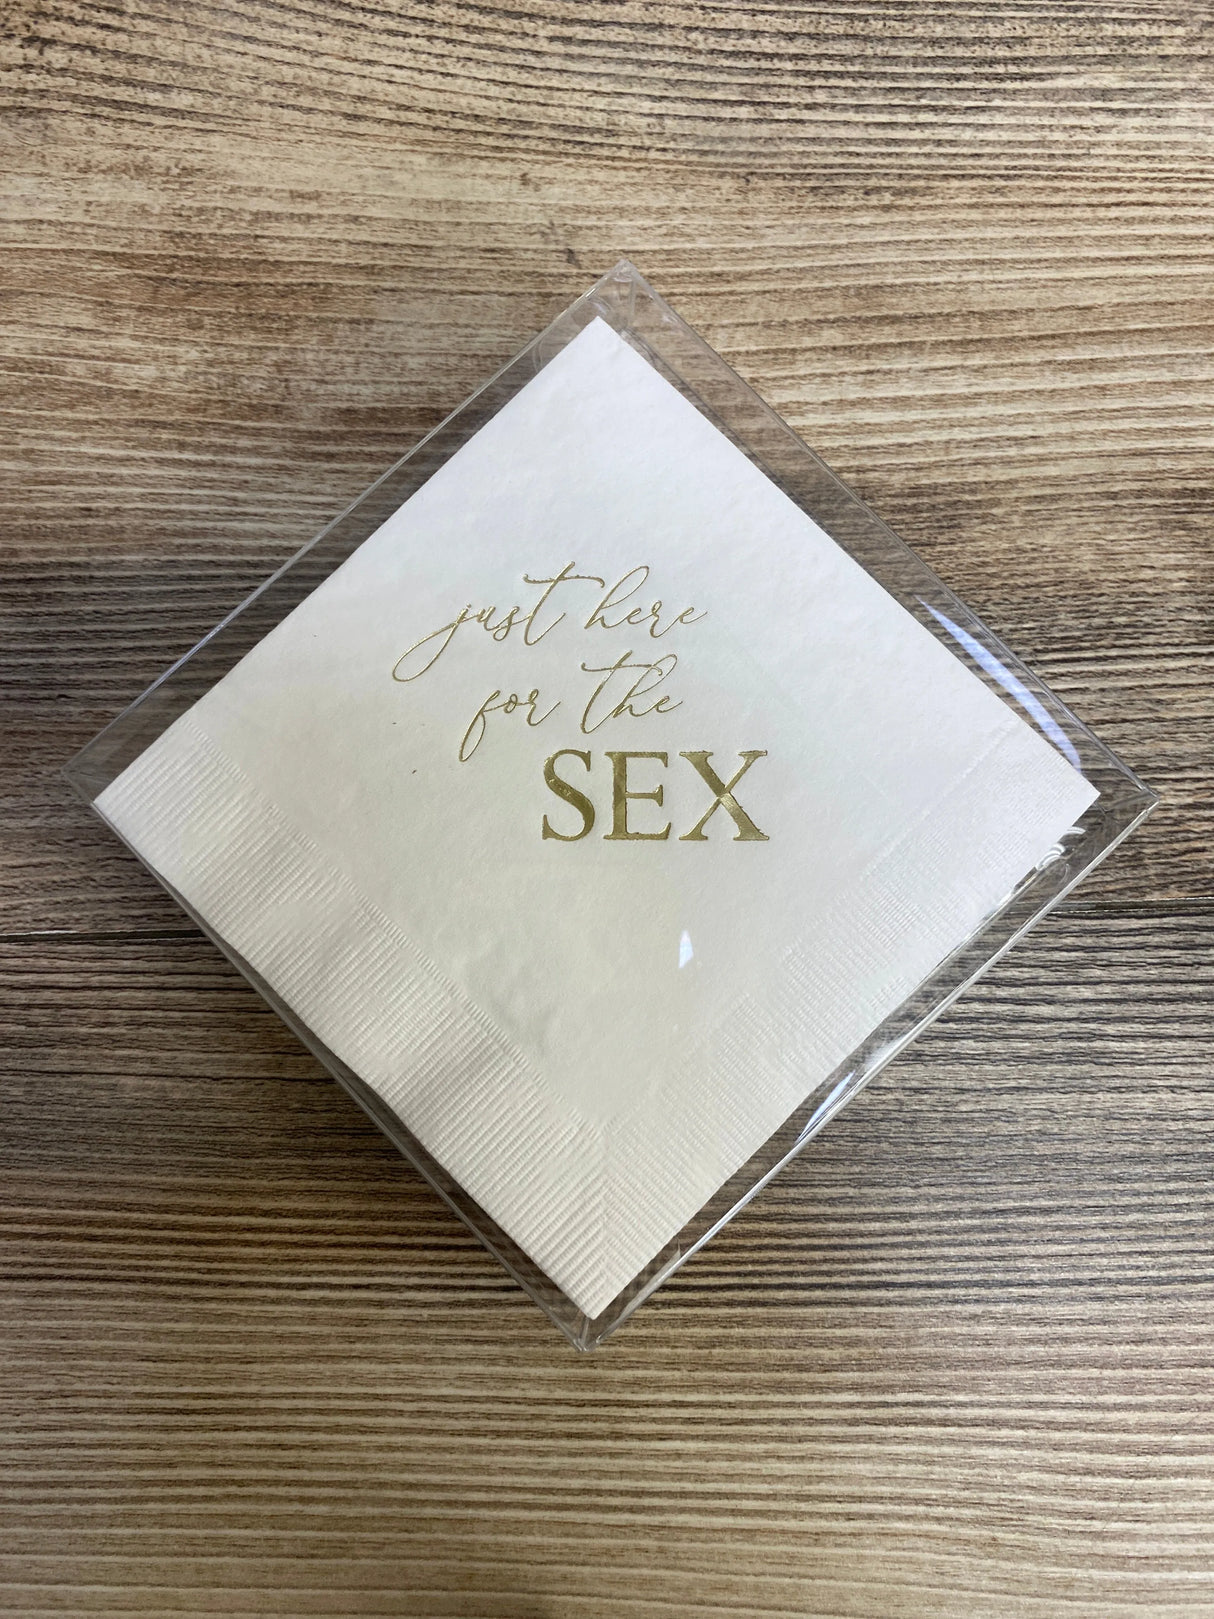 just here
for the
SEX